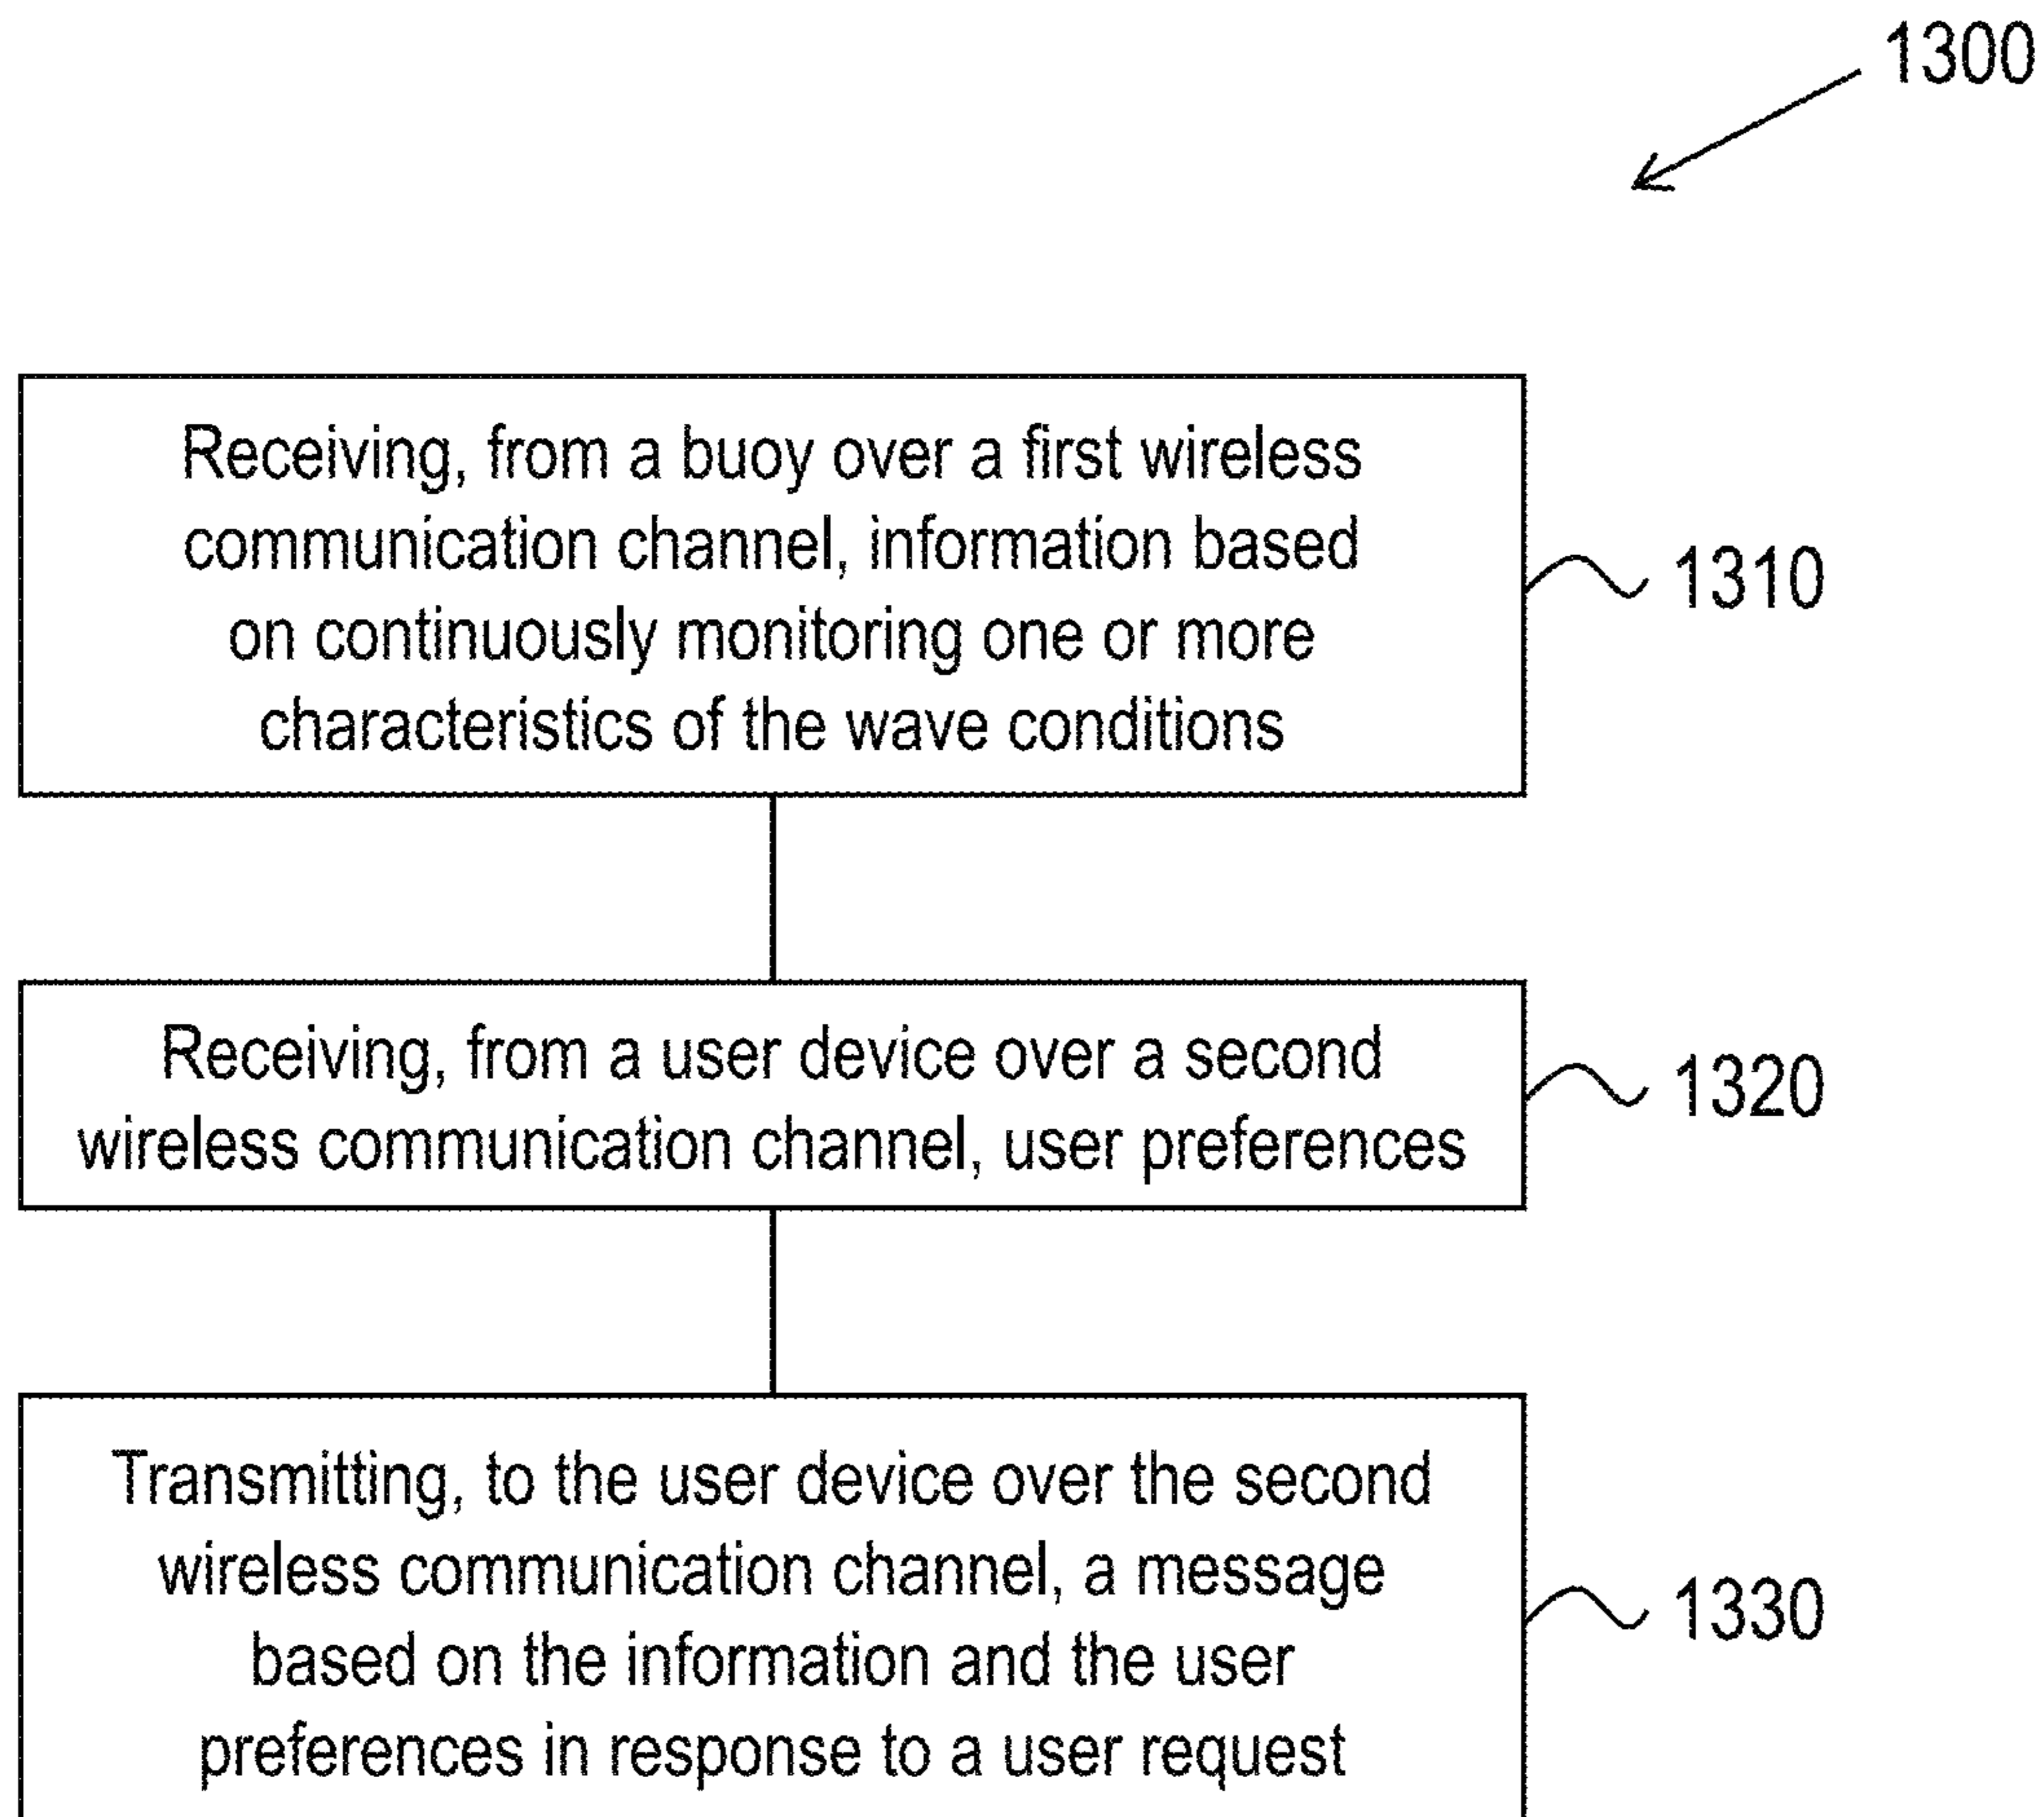 1300
Receiving, from a buoy over a first wireless
communication channel, information based
on continuously monitoring one or more
characteristics of the wave conditions
1310
Receiving, from a user device over a second
wireless communication channel, user preferences
1320
Transmitting, to the user device over the second
wireless communication channel, a message
based on the information and the user
preferences in response to a user request
1330